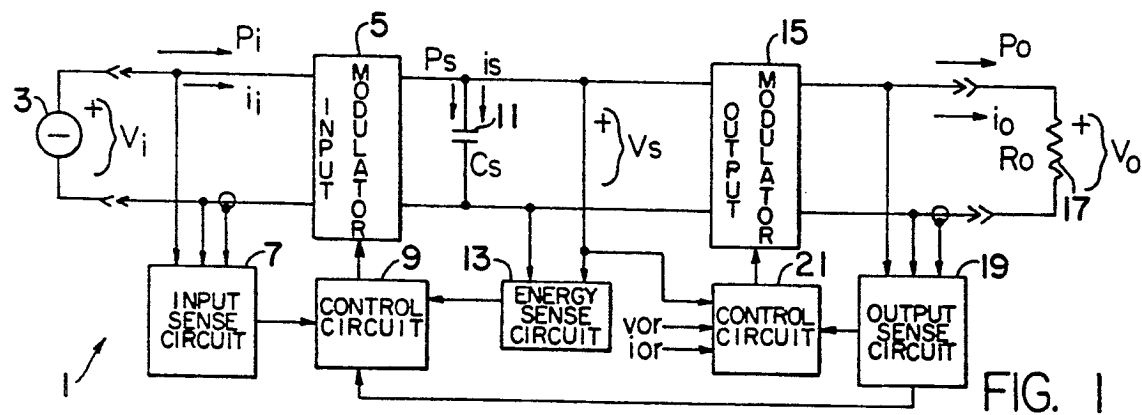 5
15
Pi
Ps
is
Po
ii
io
3
+
Vi
INPUT
MODULATOR
11
Cs
+
Vs
OUTPUT
MODULATOR
Ro
+
Vo
17
7
9
13
21
19
INPUT
SENSE
CIRCUIT
CONTROL
CIRCUIT
ENERGY
SENSE
CIRCUIT
vor
ior
CONTROL
CIRCUIT
OUTPUT
SENSE
CIRCUIT
1
FIG. 1